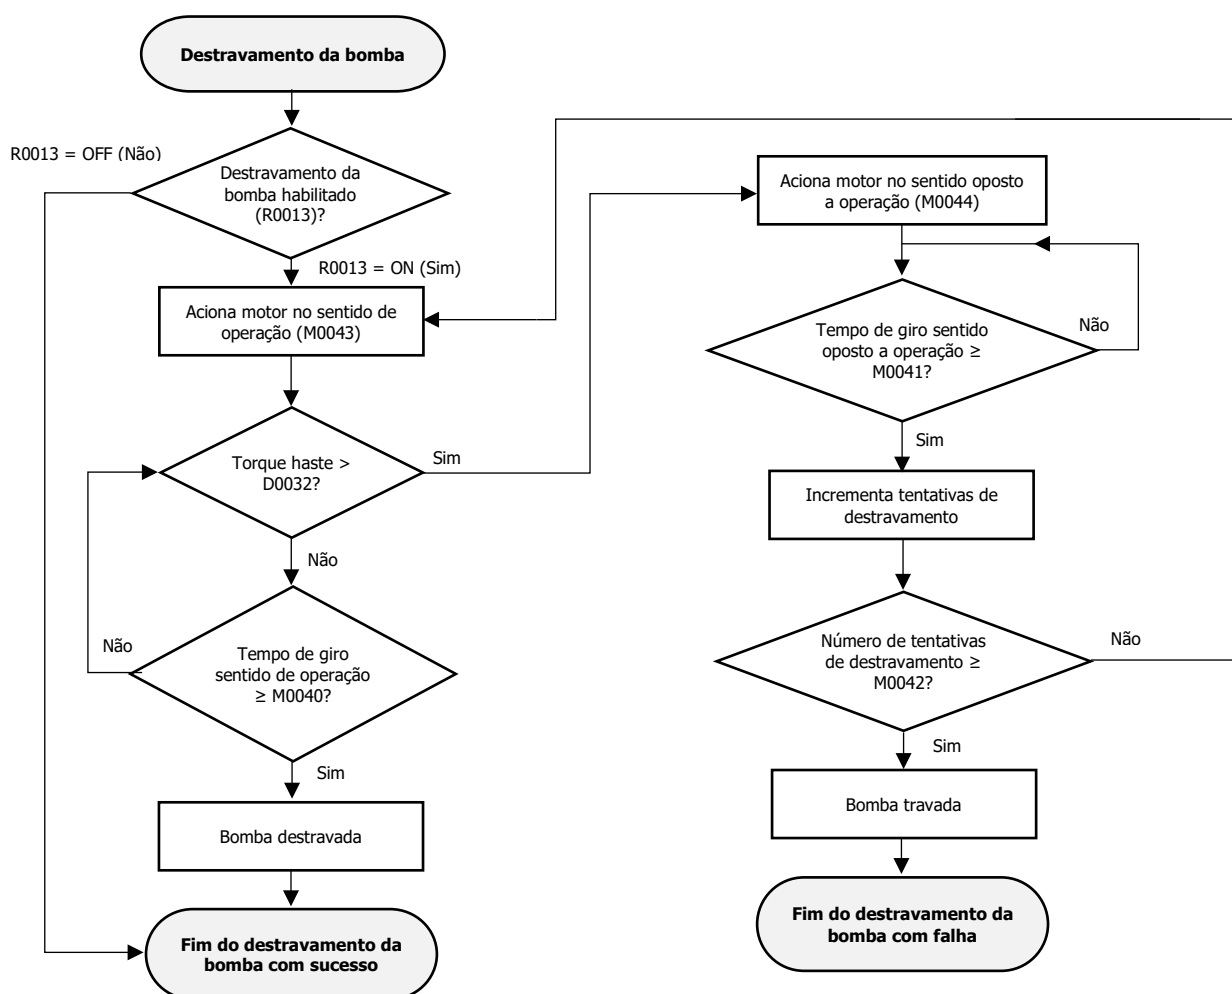 Destravamento da bomba
R0013 = OFF (Não)
Destravamento da
bomba habilitado
(R0013)?
R0013 = ON (Sim)
Aciona motor no sentido de
operação (M0043)
Torque haste >
D0032?
Sim
Não
Não
Tempo de giro
sentido de operação
≥ M0040?
Sim
Bomba destravada
Fim do destravamento da
bomba com sucesso
Aciona motor no sentido oposto
a operação (M0044)
Tempo de giro sentido
oposto a operação ≥
M0041?
Não
Sim
Incrementa tentativas de
destravamento
Número de tentativas
de destravamento ≥
M0042?
Não
Sim
Bomba travada
Fim do destravamento da
bomba com falha